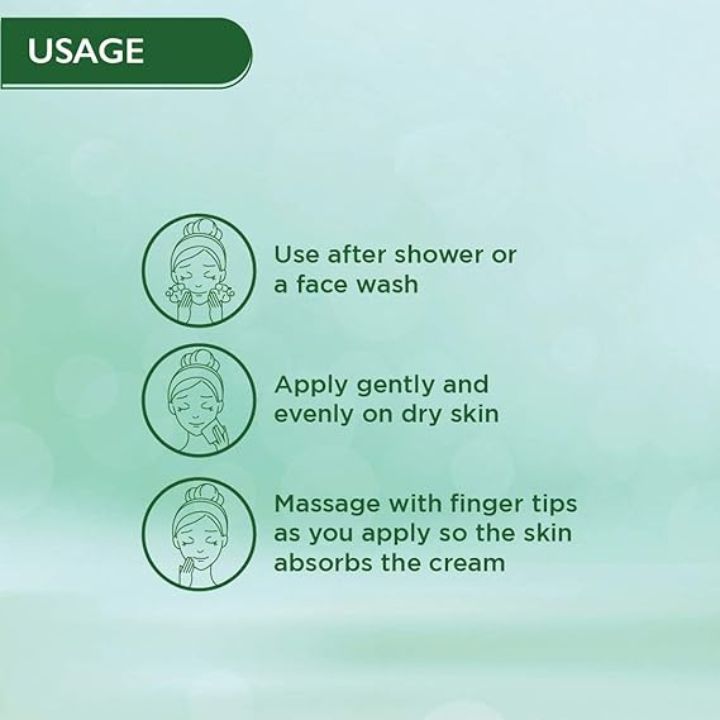 USAGE
Use after shower or
a face wash
Apply gently and
evenly on dry skin
Massage with finger tips
as you apply so the skin
absorbs the cream